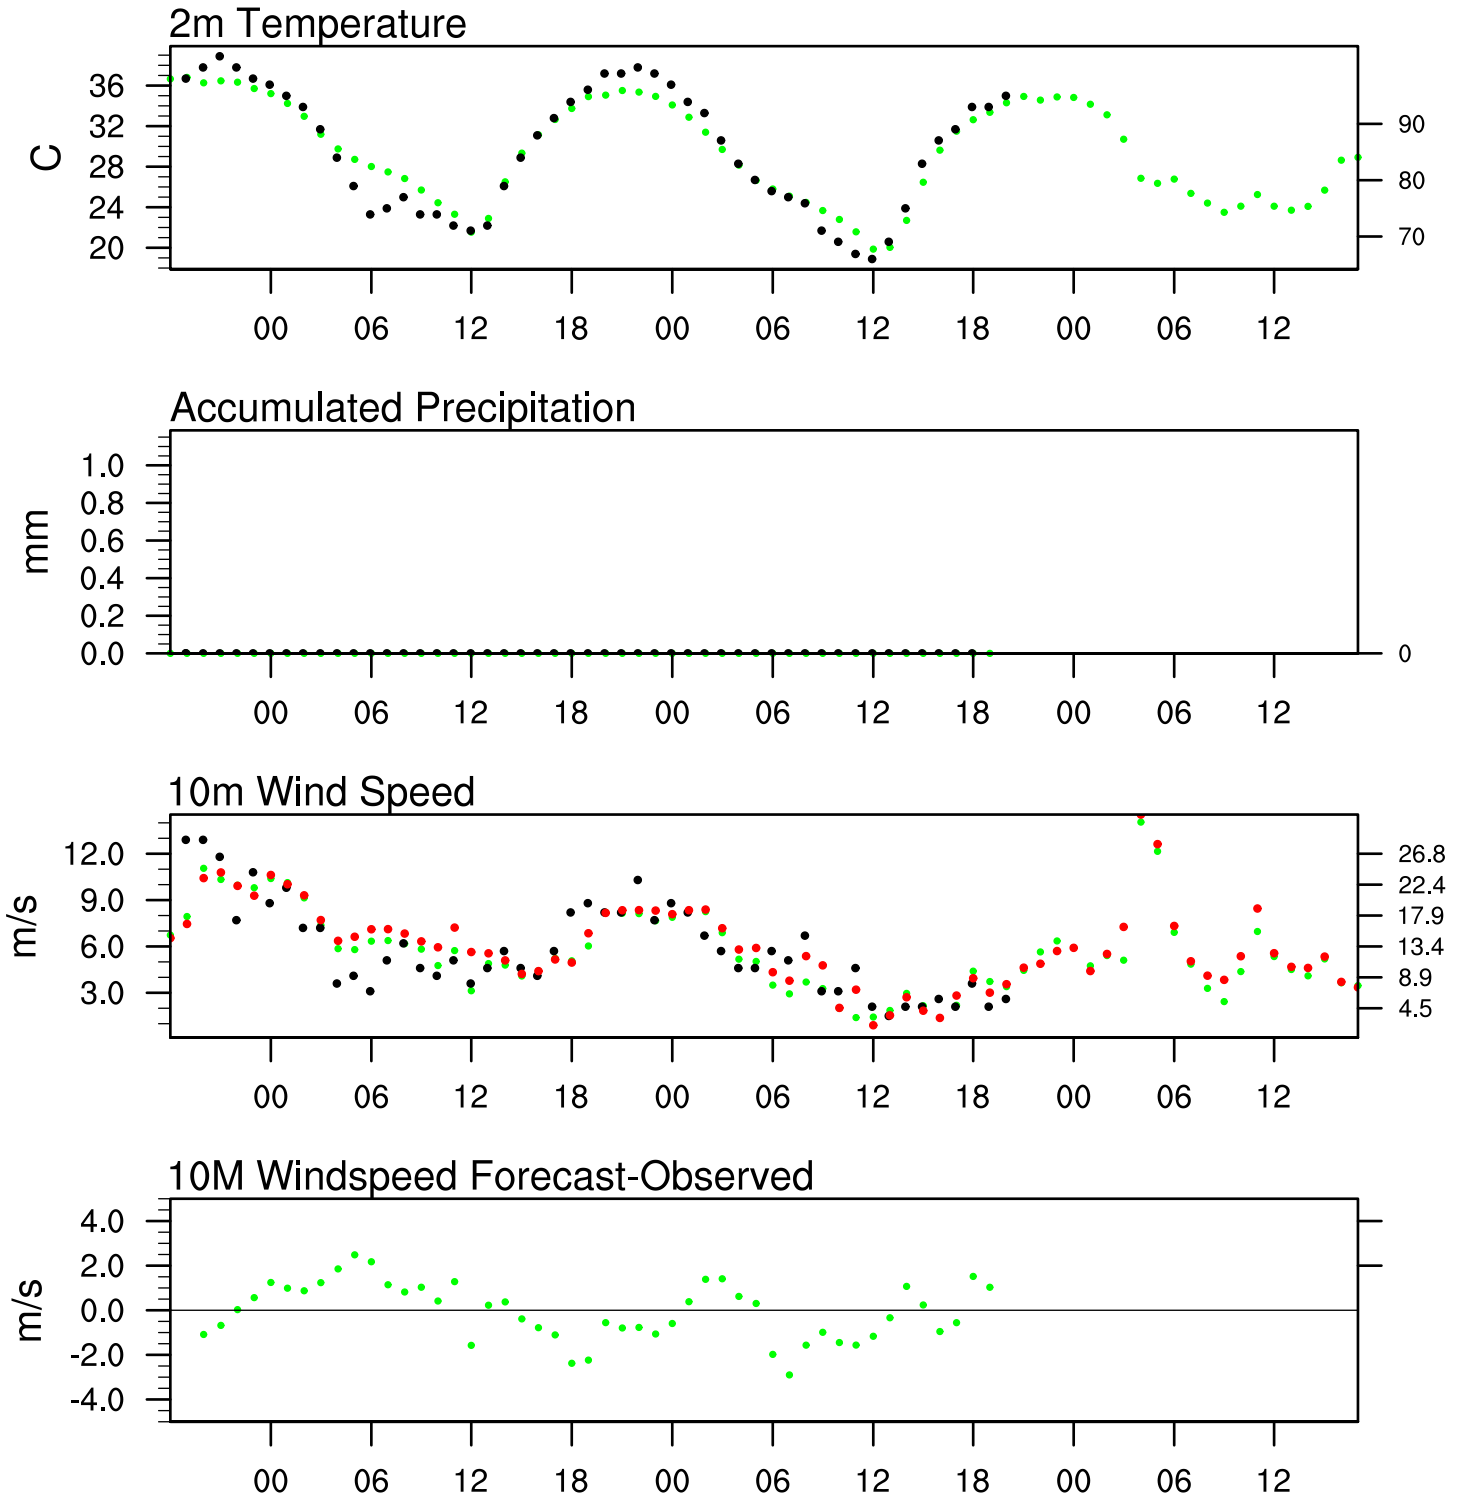 2m Temperature
C
36
32
28
24
20
90
80
70
00 06 12 18 00 06 12 18 00 06 12
Accumulated Precipitation
mm
1.0
0.8
0.6
0.4
0.2
0.0
0
00 06 12 18 00 06 12 18 00 06 12
10m Wind Speed
m/s
12.0
9.0
6.0
3.0
26.8
22.4
17.9
13.4
8.9
4.5
00 06 12 18 00 06 12 18 00 06 12
10M Windspeed Forecast-Observed
m/s
4.0
2.0
0.0
-2.0
-4.0
00 06 12 18 00 06 12 18 00 06 12